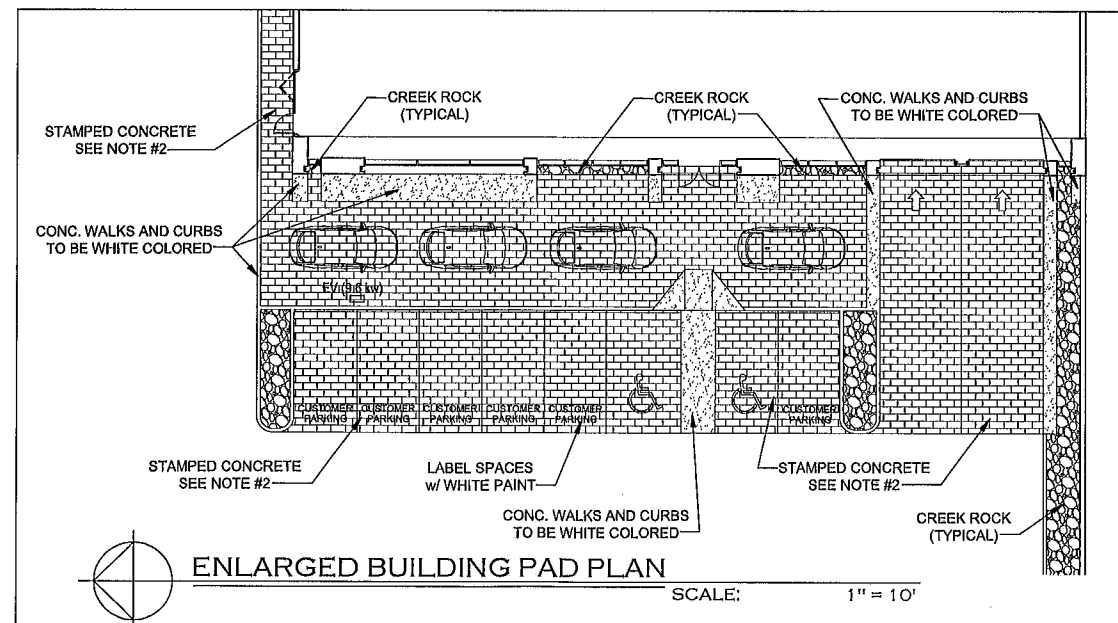 CREEK ROCK
(TYPICAL)
CREEK ROCK
(TYPICAL)
CONC. WALKS AND CURBS
TO BE WHITE COLORED
STAMPED CONCRETE
SEE NOTE #2
CONC. WALKS AND CURBS
TO BE WHITE COLORED
EV (9.6 kw)
CUSTOMER
PARKING
CUSTOMER
PARKING
CUSTOMER
PARKING
CUSTOMER
PARKING
CUSTOMER
PARKING
CUSTOMER
PARKING
STAMPED CONCRETE
SEE NOTE #2
LABEL SPACES
w/ WHITE PAINT
STAMPED CONCRETE
SEE NOTE #2
CONC. WALKS AND CURBS
TO BE WHITE COLORED
CREEK ROCK
(TYPICAL)
ENLARGED BUILDING PAD PLAN
SCALE: 1" = 10'